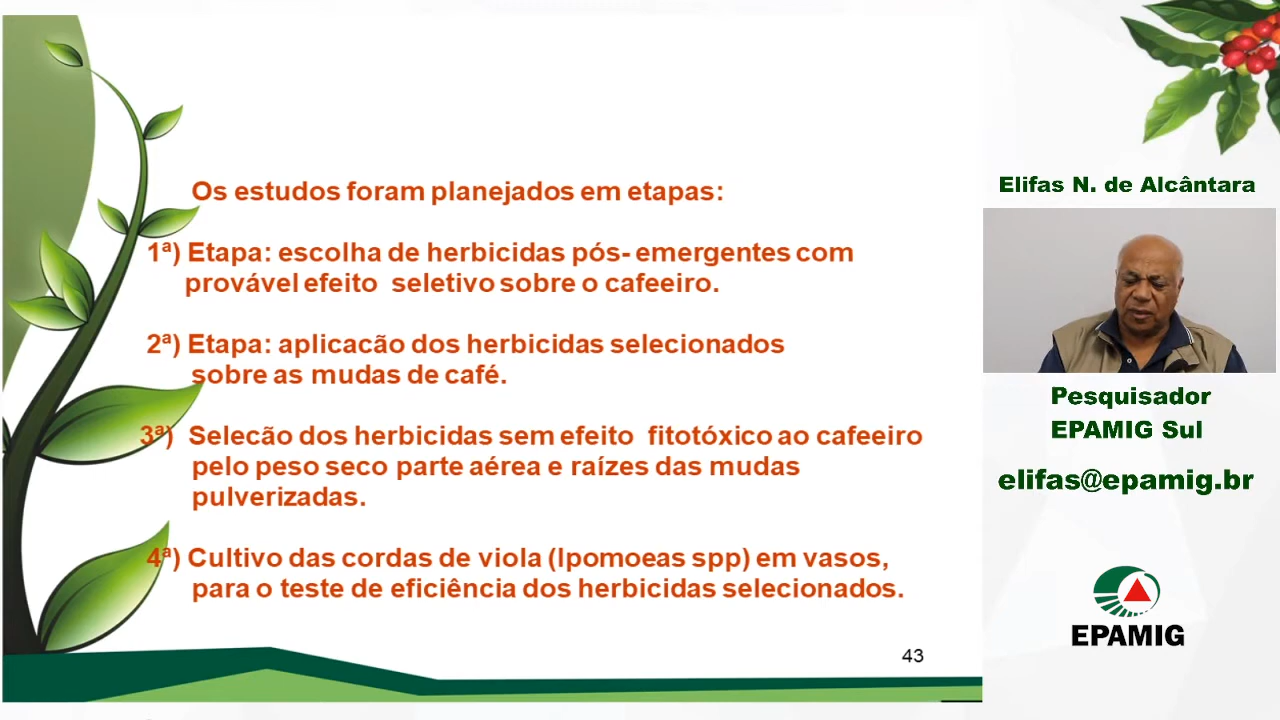 Os estudos foram planejados em etapas:
1ª) Etapa: escolha de herbicidas pós- emergentes com
provável efeito seletivo sobre o cafeeiro.
2ª) Etapa: aplicacão dos herbicidas selecionados
sobre as mudas de café.
3ª) Selecão dos herbicidas sem efeito fitotóxico ao cafeeiro
pelo peso seco parte aérea e raízes das mudas
pulverizadas.
4ª) Cultivo das cordas de viola (Ipomoeas spp) em vasos,
para o teste de eficiência dos herbicidas selecionados.
43
Elifas N. de Alcântara
Pesquisador
EPAMIG Sul
elifas@epamig.br
EPAMIG